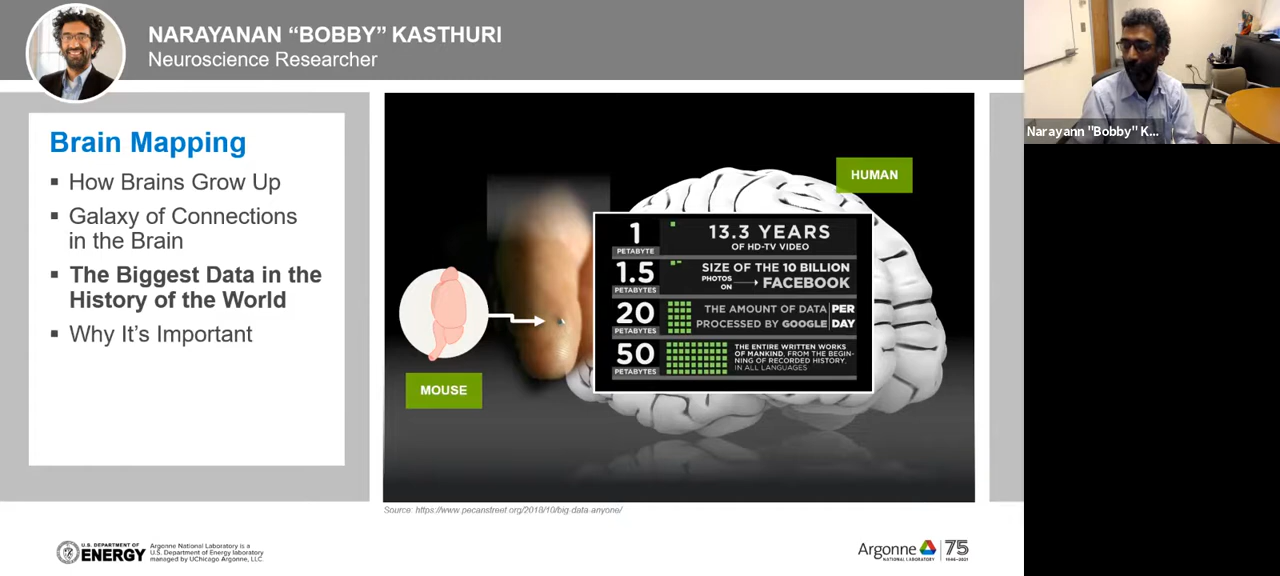 NARAYANAN “BOBBY” KASTHURI
Neuroscience Researcher
Brain Mapping
▪ How Brains Grow Up
▪ Galaxy of Connections
in the Brain
▪ The Biggest Data in the
History of the World
▪ Why It’s Important
MOUSE
HUMAN
1
PETABYTE
13.3 YEARS
OF HD-TV VIDEO
1.5
PETABYTES
SIZE OF THE 10 BILLION
PHOTOS ON → FACEBOOK
20
PETABYTES
THE AMOUNT OF DATA PER
PROCESSED BY GOOGLE DAY
50
PETABYTES
THE ENTIRE WRITTEN WORKS
OF MANKIND, FROM THE BEGIN-
NING OF RECORDED HISTORY,
IN ALL LANGUAGES
Source: https://www.pecanstreet.org/2018/10/big-data-anyone/
U.S. DEPARTMENT OF
ENERGY
Argonne National Laboratory is a
U.S. Department of Energy laboratory
managed by UChicago Argonne, LLC.
Argonne
NATIONAL LABORATORY
75
1946–2021
Narayann "Bobby" K...